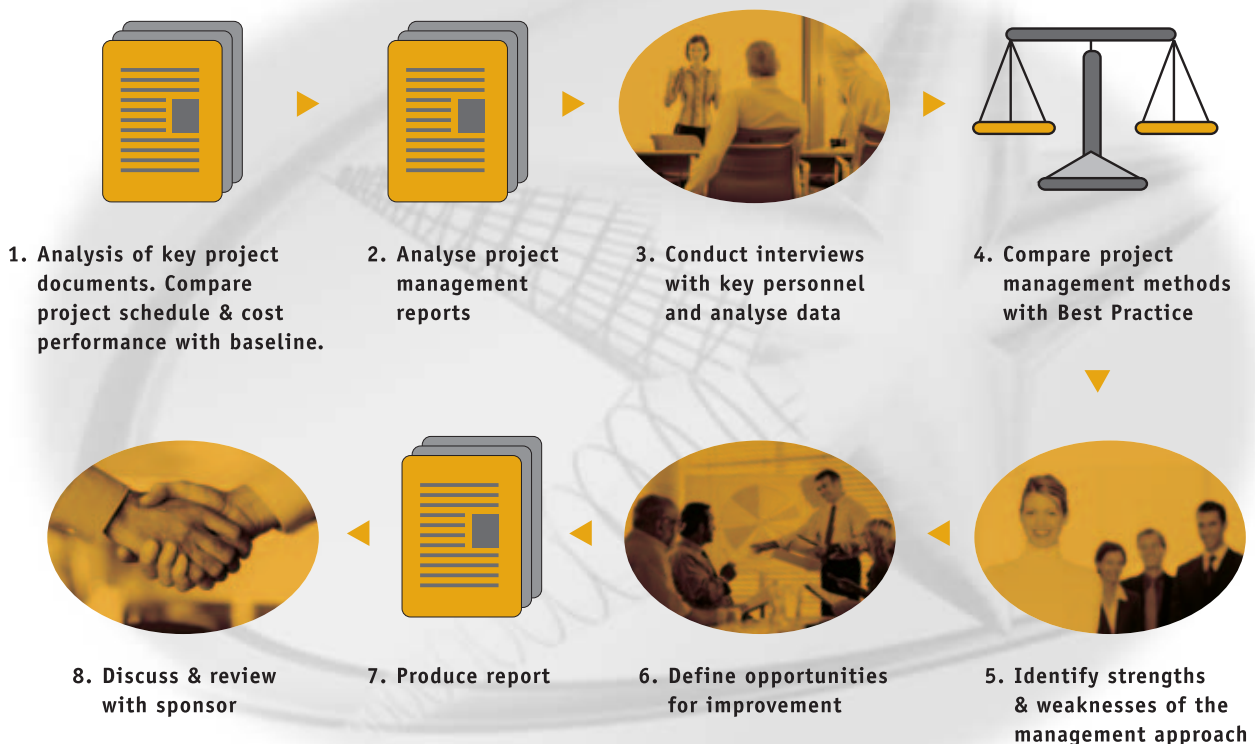 1. Analysis of key project
documents. Compare
project schedule & cost
performance with baseline.
2. Analyse project
management
reports
3. Conduct interviews
with key personnel
and analyse data
4. Compare project
management methods
with Best Practice
5. Identify strengths
& weaknesses of the
management approach
6. Define opportunities
for improvement
7. Produce report
8. Discuss & review
with sponsor